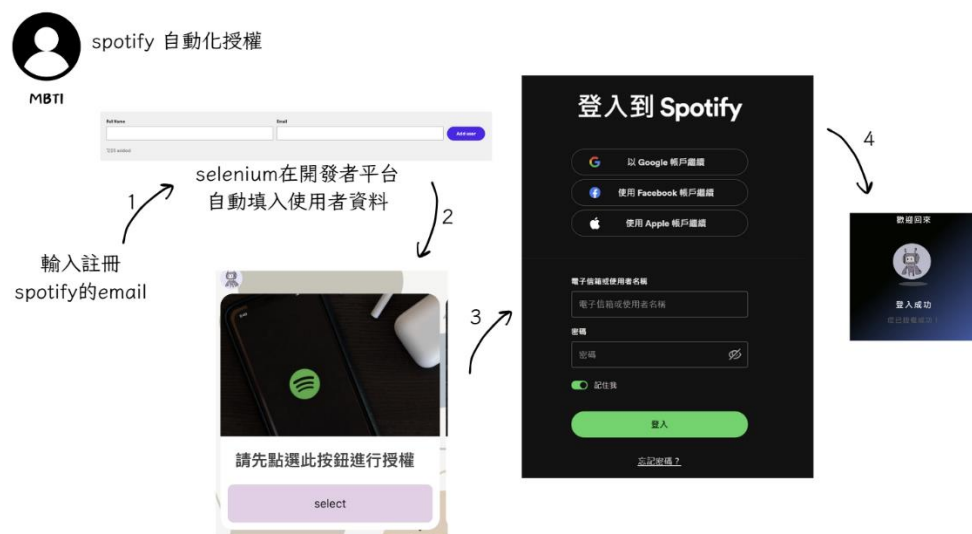 spotify 自動化授權
MBTI
Full Name
Email
Add user
1
selenium在開發者平台
自動填入使用者資料
2
輸入註冊
spotify的email
請先點選此按鈕進行授權
select
3
登入到 Spotify
以 Google 帳戶繼續
使用 Facebook 帳戶繼續
使用 Apple 帳戶繼續
電子信箱或使用者名稱
電子信箱或使用者名稱
密碼
密碼
記住我
登入
忘記密碼？
4
歡迎回來
登入成功